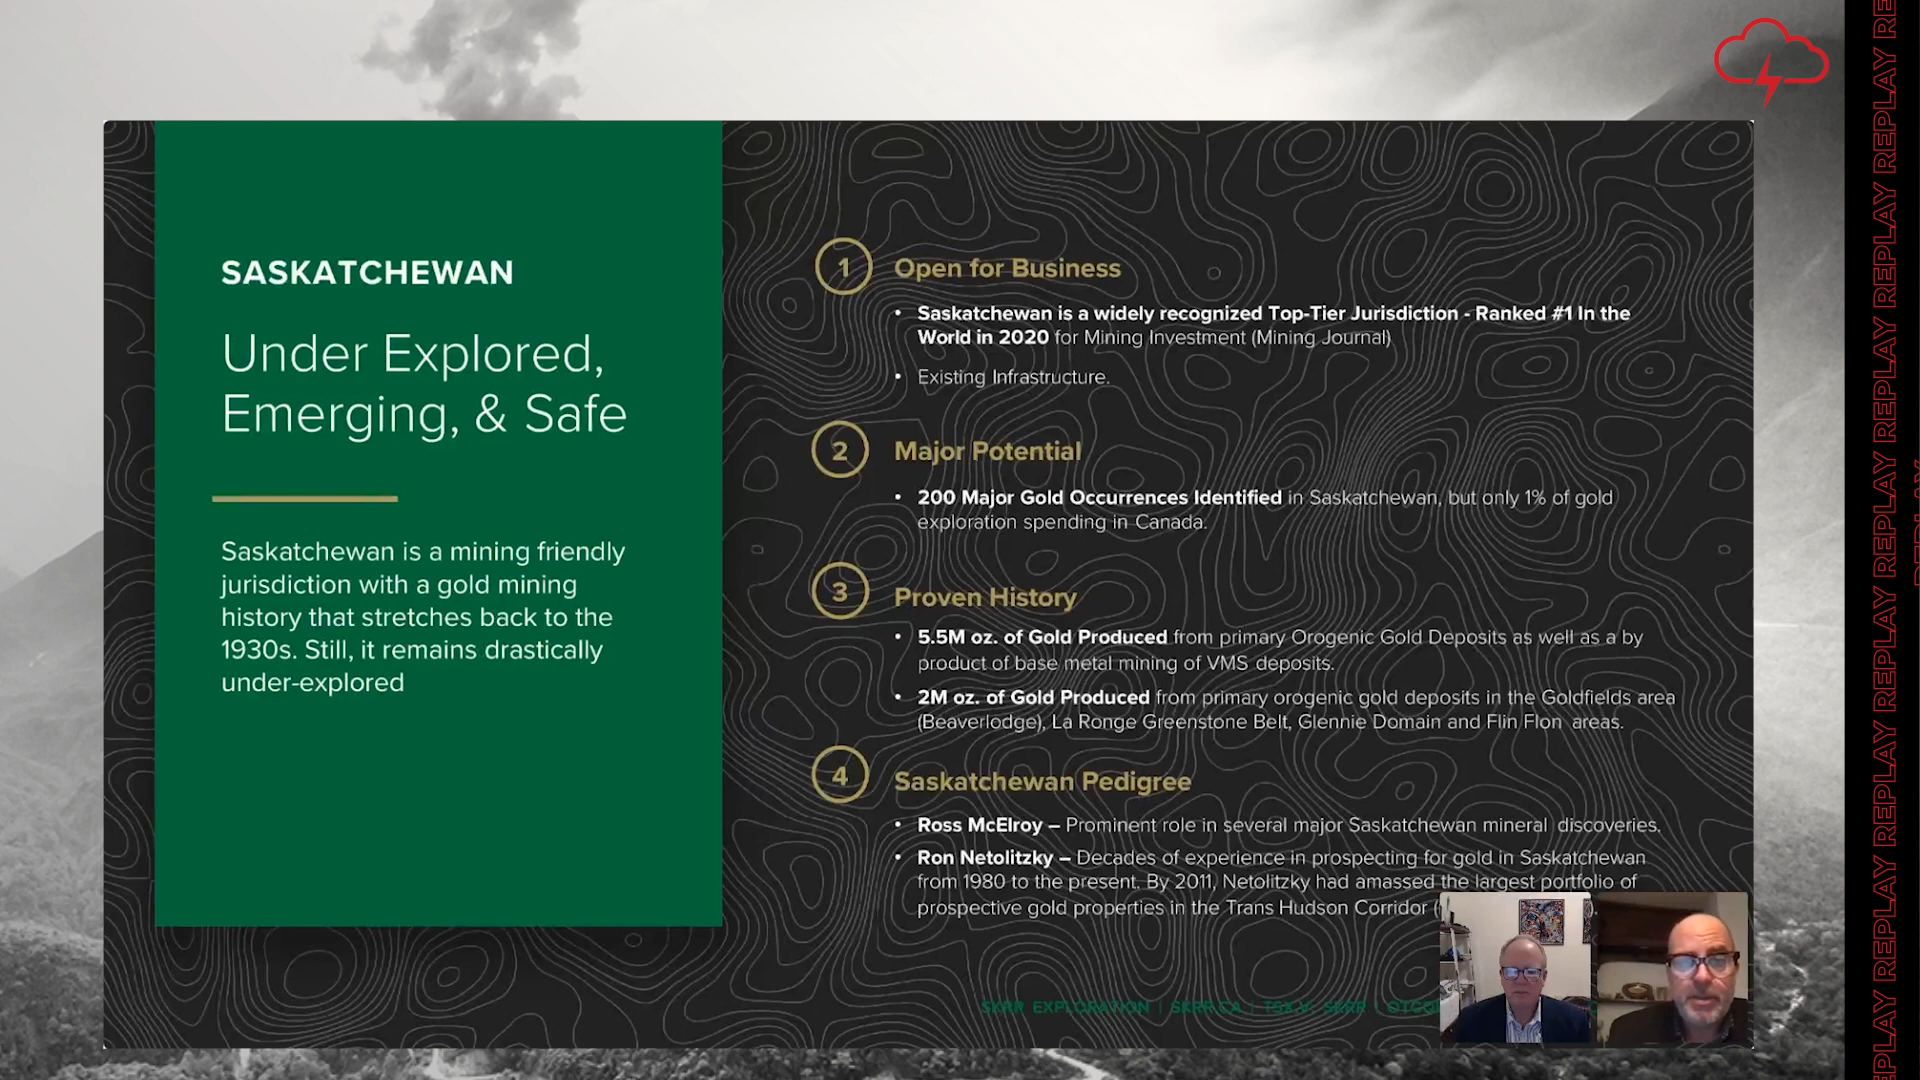 SASKATCHEWAN
Under Explored,
Emerging, & Safe
Saskatchewan is a mining friendly
jurisdiction with a gold mining
history that stretches back to the
1930s. Still, it remains drastically
under-explored
1 Open for Business
• Saskatchewan is a widely recognized Top-Tier Jurisdiction - Ranked #1 In the
World in 2020 for Mining Investment (Mining Journal)
• Existing Infrastructure.
2 Major Potential
• 200 Major Gold Occurrences Identified in Saskatchewan, but only 1% of gold
exploration spending in Canada.
3 Proven History
• 5.5M oz. of Gold Produced from primary Orogenic Gold Deposits as well as a by
product of base metal mining of VMS deposits.
• 2M oz. of Gold Produced from primary orogenic gold deposits in the Goldfields area
(Beaverlodge), La Ronge Greenstone Belt, Glennie Domain and Flin Flon areas.
4 Saskatchewan Pedigree
• Ross McElroy – Prominent role in several major Saskatchewan mineral discoveries.
• Ron Netolitzky – Decades of experience in prospecting for gold in Saskatchewan
from 1980 to the present. By 2011, Netolitzky had amassed the largest portfolio of
prospective gold properties in the Trans Hudson Corridor (
SKRR EXPLORATION | SKRR.CA | TSX.V: SKRR |
REPLAY REPLAY REPLAY REPLAY REPLAY REPLAY REPLAY REPLAY
REPLAY